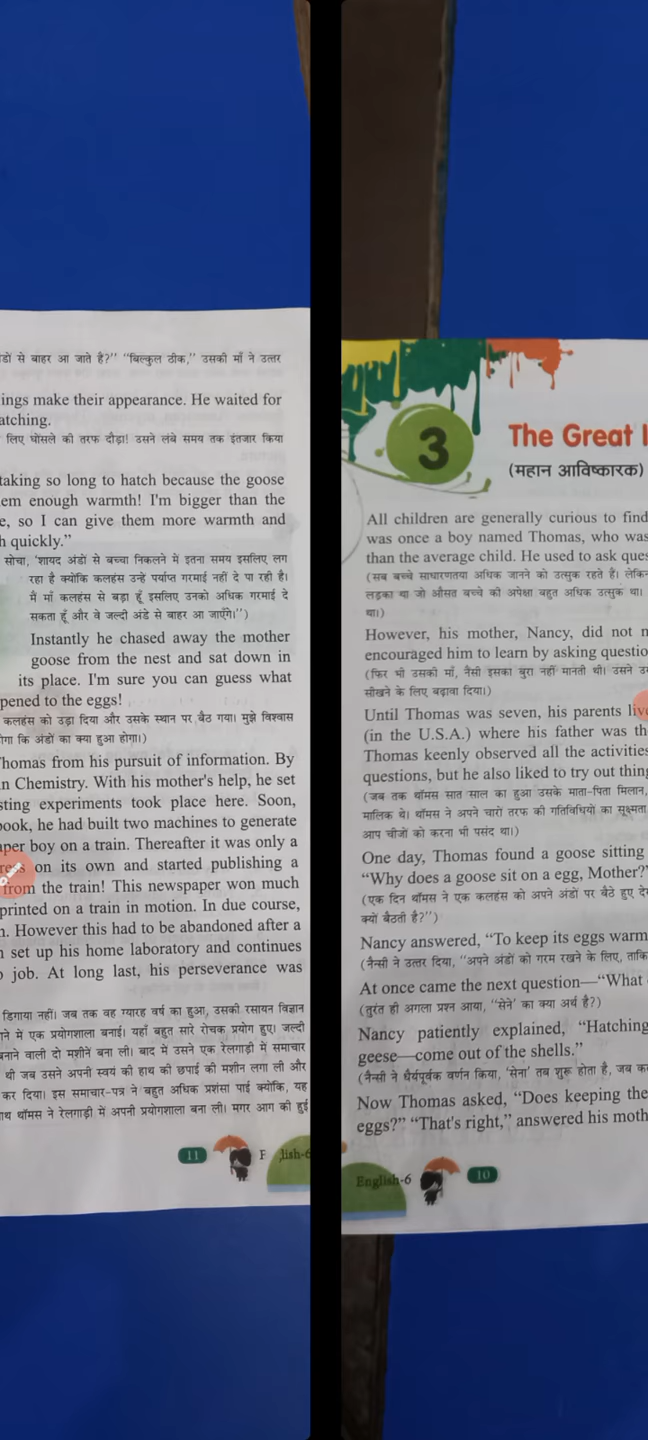 डों से बाहर आ जाते है?" "बिल्कुल ठीक," उसकी माँ ने उत्तर
ings make their appearance. He waited for
atching.
लिए घोंसले की तरफ दौड़ा! उसने लंबे समय तक इंतजार किया
taking so long to hatch because the goose
em enough warmth! I'm bigger than the
e, so I can give them more warmth and
h quickly."
सोचा, 'शायद अंडों से बच्चा निकलने में इतना समय इसलिए लग
रहा है क्योंकि कलहंस उन्हे पर्याप्त गरमाई नहीं दे पा रही है।
मैं माँ कलहंस से बड़ा हूँ इसलिए उनको अधिक गरमाई दे
सकता हूँ और वे जल्दी अंडे से बाहर आ जाएँगे।'')
Instantly he chased away the mother
goose from the nest and sat down in
its place. I'm sure you can guess what
pened to the eggs!
कलहंस को उड़ा दिया और उसके स्थान पर बैठ गया। मुझे विश्वास
गा कि अंडों का क्या हुआ होगा।)
Thomas from his pursuit of information. By
n Chemistry. With his mother's help, he set
sting experiments took place here. Soon,
book, he had built two machines to generate
aper boy on a train. Thereafter it was only a
ress on its own and started publishing a
from the train! This newspaper won much
printed on a train in motion. In due course,
n. However this had to be abandoned after a
n set up his home laboratory and continues
o job. At long last, his perseverance was
डिगाया नहीं। जब तक वह ग्यारह वर्ष का हुआ, उसकी रसायन विज्ञान
ाने में एक प्रयोगशाला बनाई। यहाँ बहुत सारे रोचक प्रयोग हुए। जल्दी
बनाने वाली दो मशीनें बना ली। बाद में उसने एक रेलगाड़ी में समाचार
थी जब उसने अपनी स्वयं की हाथ की छपाई की मशीन लगा ली और
कर दिया। इस समाचार-पत्र ने बहुत अधिक प्रशंसा पाई क्योंकि, यह
ाथ थॉमस ने रेलगाड़ी में अपनी प्रयोगशाला बना ली। मगर आग की हुई
11 E lish-6
3
The Great I
(महान आविष्कारक)
All children are generally curious to find
was once a boy named Thomas, who was
than the average child. He used to ask ques
(सब बच्चे साधारणतया अधिक जानने को उत्सुक रहते हैं। लेकिन
लड़का था जो औसत बच्चे की अपेक्षा बहुत अधिक उत्सुक था।
था।)
However, his mother, Nancy, did not m
encouraged him to learn by asking questio
(फिर भी उसकी माँ, नैंसी इसका बुरा नहीं मानती थी। उसने उ
सीखने के लिए बढ़ावा दिया।)
Until Thomas was seven, his parents live
(in the U.S.A.) where his father was th
Thomas keenly observed all the activities
questions, but he also liked to try out thing
(जब तक थॉमस सात साल का हुआ उसके माता-पिता मिलान,
मालिक थे। थॉमस ने अपने चारों तरफ की गतिविधियों का सूक्ष्मता
आप चीजों को करना भी पसंद था।)
One day, Thomas found a goose sitting
"Why does a goose sit on a egg, Mother?"
(एक दिन थॉमस ने एक कलहंस को अपने अंडों पर बैठे हुए दे
क्यों बैठती है?'')
Nancy answered, "To keep its eggs warm
(नैन्सी ने उत्तर दिया, "अपने अंडों को गरम रखने के लिए, ताकि
At once came the next question—"What
(तुरंत ही अगला प्रश्न आया, "सेने' का क्या अर्थ है?)
Nancy patiently explained, "Hatching
geese—come out of the shells."
(नैन्सी ने धैर्यपूर्वक वर्णन किया, 'सेना' तब शुरू होता है, जब क
Now Thomas asked, "Does keeping the
eggs?" "That's right," answered his moth
English-6 10